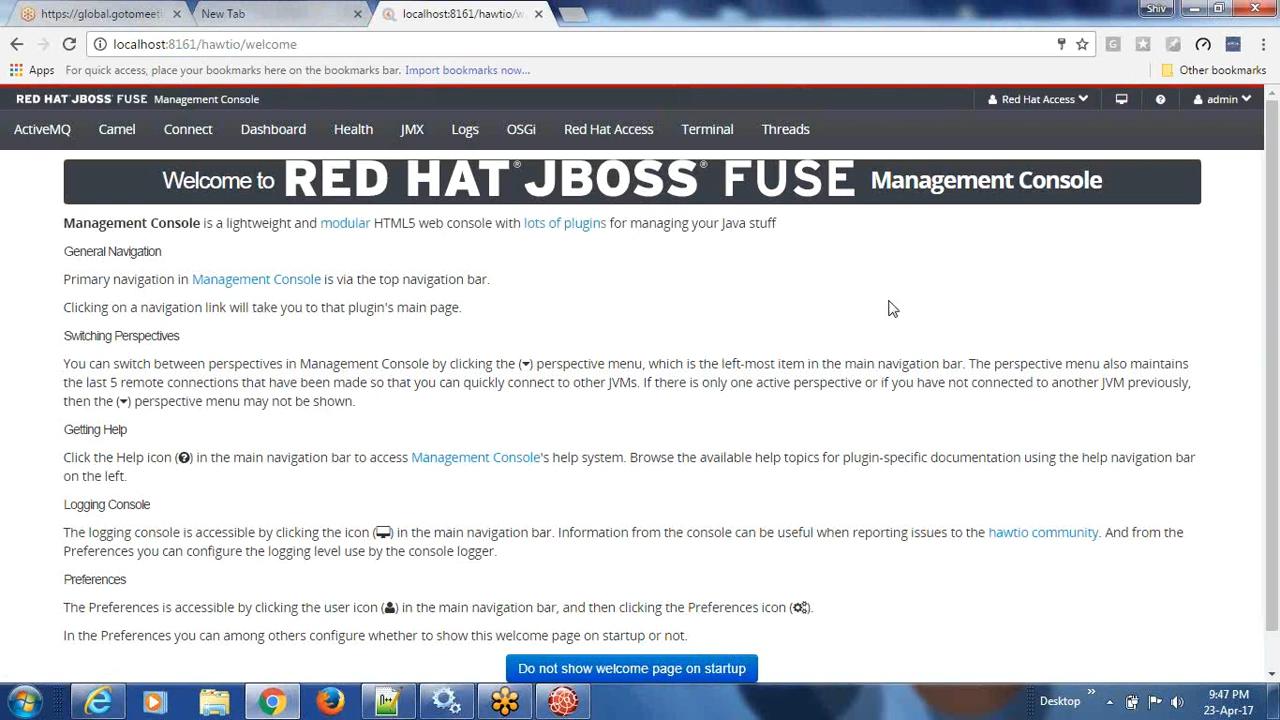 https://global.gotomeeti
New Tab
localhost:8161/hawtio/w
Shiv
localhost:8161/hawtio/welcome
Apps
For quick access, place your bookmarks here on the bookmarks bar. Import bookmarks now...
Other bookmarks
RED HAT® JBOSS® FUSE Management Console
Red Hat Access
admin
ActiveMQ Camel Connect Dashboard Health JMX Logs OSGi Red Hat Access Terminal Threads
Welcome to RED HAT® JBOSS® FUSE Management Console
Management Console is a lightweight and modular HTML5 web console with lots of plugins for managing your Java stuff
General Navigation
Primary navigation in Management Console is via the top navigation bar.
Clicking on a navigation link will take you to that plugin's main page.
Switching Perspectives
You can switch between perspectives in Management Console by clicking the ( ) perspective menu, which is the left-most item in the main navigation bar. The perspective menu also maintains
the last 5 remote connections that have been made so that you can quickly connect to other JVMs. If there is only one active perspective or if you have not connected to another JVM previously,
then the ( ) perspective menu may not be shown.
Getting Help
Click the Help icon ( ) in the main navigation bar to access Management Console's help system. Browse the available help topics for plugin-specific documentation using the help navigation bar
on the left.
Logging Console
The logging console is accessible by clicking the icon ( ) in the main navigation bar. Information from the console can be useful when reporting issues to the hawtio community. And from the
Preferences you can configure the logging level use by the console logger.
Preferences
The Preferences is accessible by clicking the user icon ( ) in the main navigation bar, and then clicking the Preferences icon ( ).
In the Preferences you can among others configure whether to show this welcome page on startup or not.
Do not show welcome page on startup
Desktop
9:47 PM
23-Apr-17